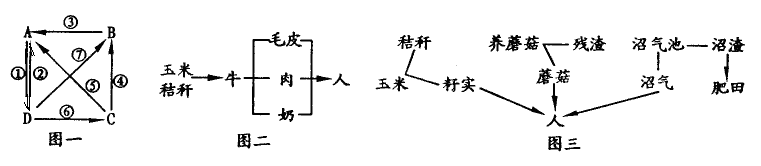 A ③ B
① ② ⑦ ⑤ ④
D ⑥ C
图一
玉米
秸秆
牛
毛皮
肉
奶
人
图二
秸秆 养蘑菇 残渣 沼气池 沼渣
玉米 籽实 蘑菇 沼气 肥田
人
图三